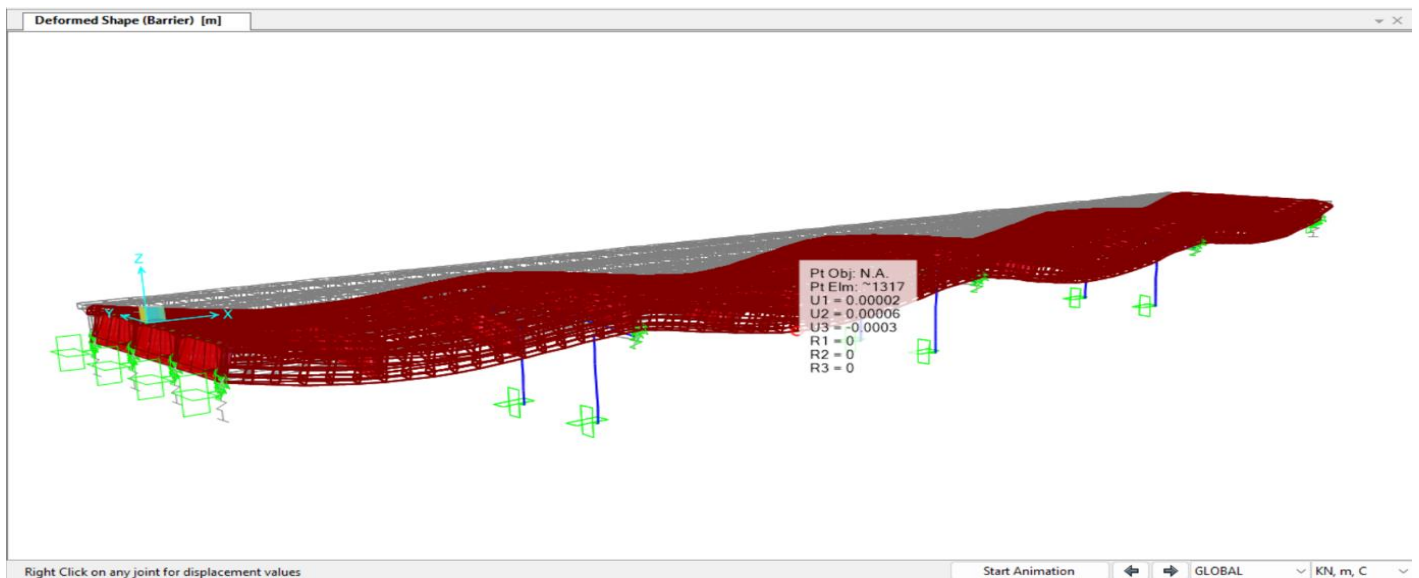 Deformed Shape (Barrier) [m]
Z
Y
X
Pt Obj: N.A.
Pt Elm: ~1317
U1 = 0.00002
U2 = 0.00006
U3 = -0.0003
R1 = 0
R2 = 0
R3 = 0
Right Click on any joint for displacement values
Start Animation
GLOBAL
KN, m, C